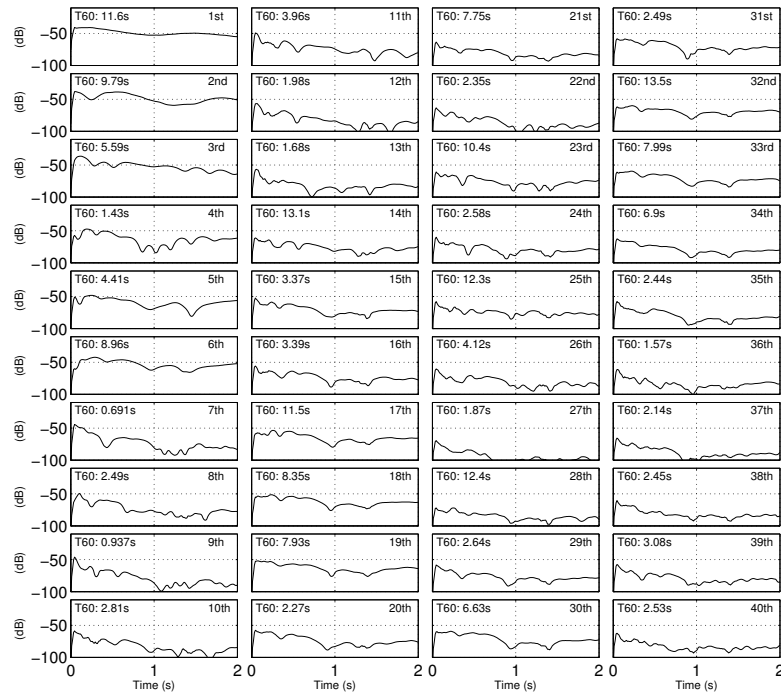 T60: 11.6s 1st T60: 3.96s 11th T60: 7.75s 21st T60: 2.49s 31st
−50
−100
(dB)
T60: 9.79s 2nd T60: 1.98s 12th T60: 2.35s 22nd T60: 13.5s 32nd
−50
−100
(dB)
T60: 5.59s 3rd T60: 1.68s 13th T60: 10.4s 23rd T60: 7.99s 33rd
−50
−100
(dB)
T60: 1.43s 4th T60: 13.1s 14th T60: 2.58s 24th T60: 6.9s 34th
−50
−100
(dB)
T60: 4.41s 5th T60: 3.37s 15th T60: 12.3s 25th T60: 2.44s 35th
−50
−100
(dB)
T60: 8.96s 6th T60: 3.39s 16th T60: 4.12s 26th T60: 1.57s 36th
−50
−100
(dB)
T60: 0.691s 7th T60: 11.5s 17th T60: 1.87s 27th T60: 2.14s 37th
−50
−100
(dB)
T60: 2.49s 8th T60: 8.35s 18th T60: 12.4s 28th T60: 2.45s 38th
−50
−100
(dB)
T60: 0.937s 9th T60: 7.93s 19th T60: 2.64s 29th T60: 3.08s 39th
−50
−100
(dB)
T60: 2.81s 10th T60: 2.27s 20th T60: 6.63s 30th T60: 2.53s 40th
−50
−100
(dB)
0 1 2 0 1 2 0 1 2 0 1 2
Time (s) Time (s) Time (s) Time (s)